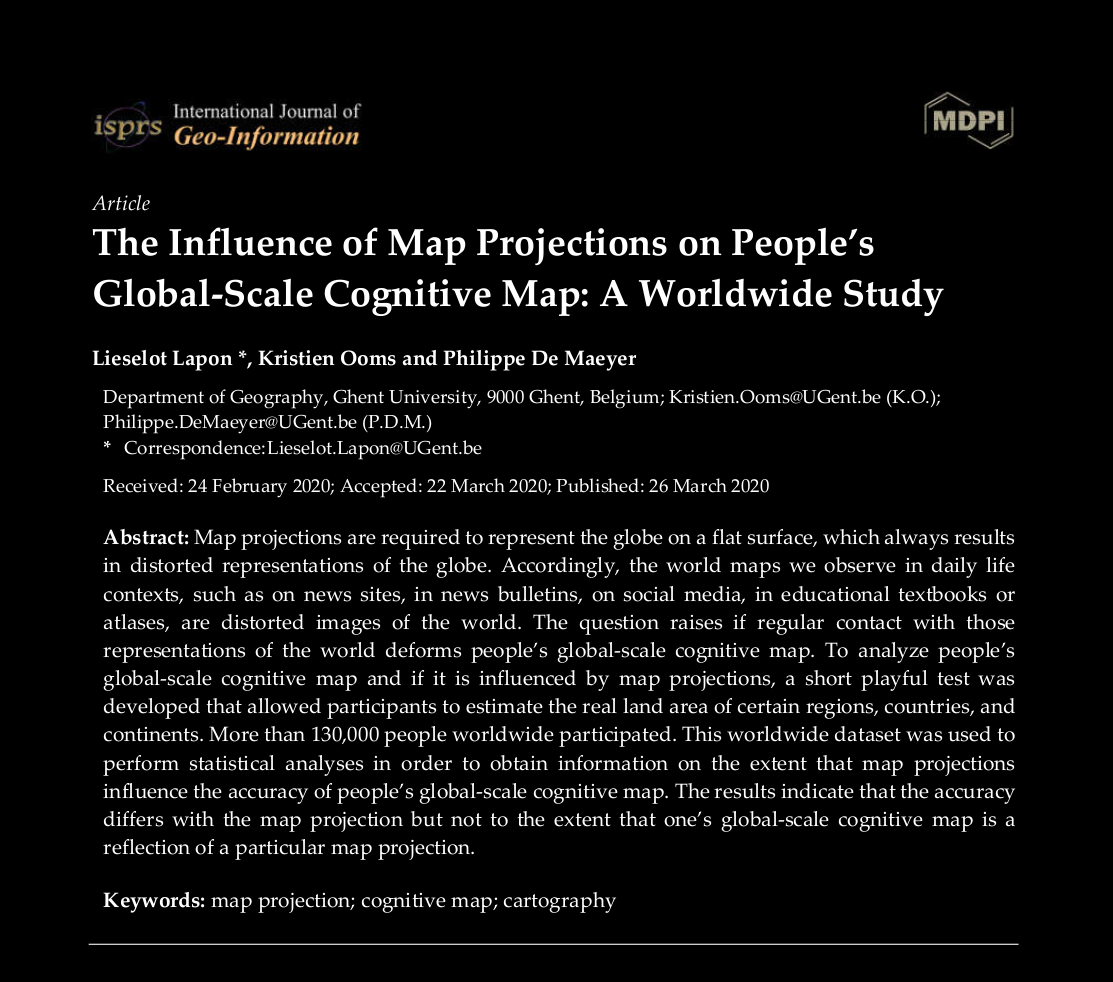 isprs
International Journal of
Geo-Information
MDPI
Article
The Influence of Map Projections on People’s
Global-Scale Cognitive Map: A Worldwide Study
Lieselot Lapon *, Kristien Ooms and Philippe De Maeyer
Department of Geography, Ghent University, 9000 Ghent, Belgium; Kristien.Ooms@UGent.be (K.O.);
Philippe.DeMaeyer@UGent.be (P.D.M.)
* Correspondence:Lieselot.Lapon@UGent.be
Received: 24 February 2020; Accepted: 22 March 2020; Published: 26 March 2020
Abstract: Map projections are required to represent the globe on a flat surface, which always results
in distorted representations of the globe. Accordingly, the world maps we observe in daily life
contexts, such as on news sites, in news bulletins, on social media, in educational textbooks or
atlases, are distorted images of the world. The question raises if regular contact with those
representations of the world deforms people’s global-scale cognitive map. To analyze people’s
global-scale cognitive map and if it is influenced by map projections, a short playful test was
developed that allowed participants to estimate the real land area of certain regions, countries, and
continents. More than 130,000 people worldwide participated. This worldwide dataset was used to
perform statistical analyses in order to obtain information on the extent that map projections
influence the accuracy of people’s global-scale cognitive map. The results indicate that the accuracy
differs with the map projection but not to the extent that one’s global-scale cognitive map is a
reflection of a particular map projection.
Keywords: map projection; cognitive map; cartography